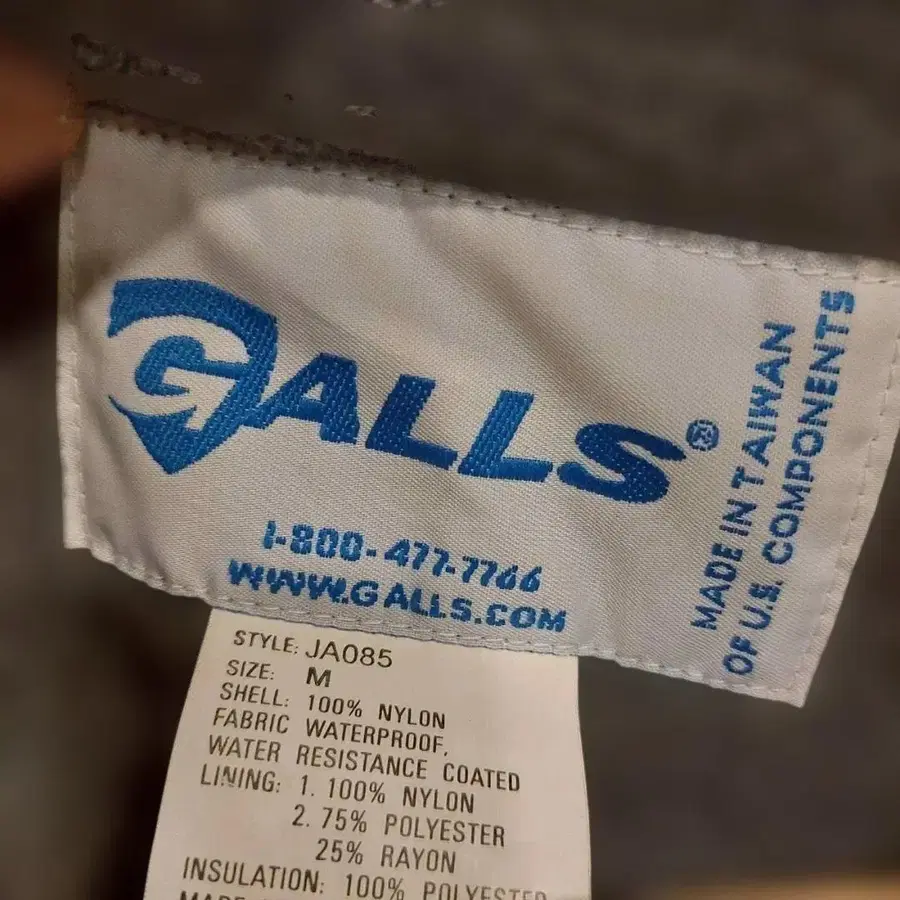 GALLS®
1-800-477-7766
WWW.GALLS.COM
MADE IN TAIWAN
OF U.S. COMPONENTS
STYLE: JA085
SIZE: M
SHELL: 100% NYLON
FABRIC WATERPROOF,
WATER RESISTANCE COATED
LINING: 1. 100% NYLON
2. 75% POLYESTER
25% RAYON
INSULATION: 100% POLYESTER
MADE